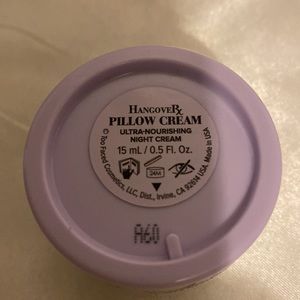 HANGOVERX
PILLOW CREAM
ULTRA-NOURISHING
NIGHT CREAM
15 mL / 0.5 Fl. Oz.
24M
© Too Faced Cosmetics, LLC, Dist., Irvine, CA 92614 USA Made in USA
A60